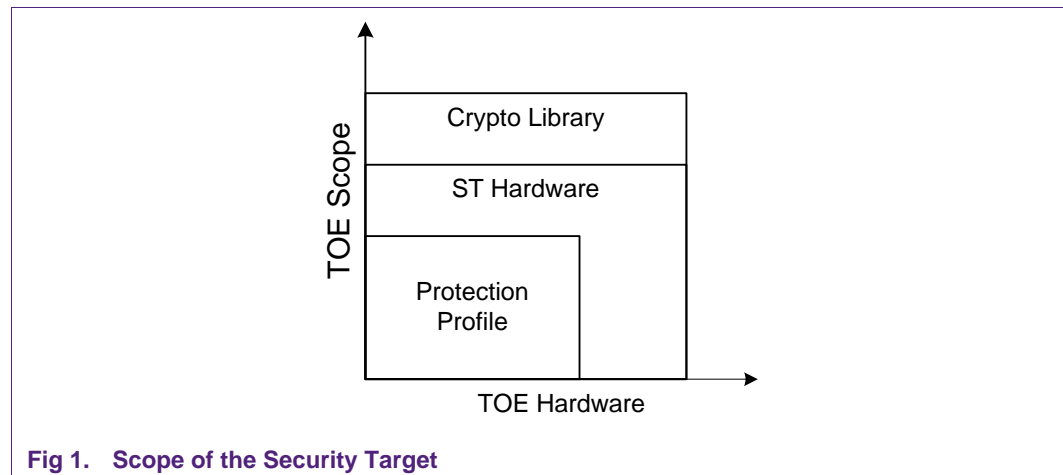 Crypto Library
ST Hardware
Protection
Profile
TOE Scope
TOE Hardware
Fig 1. Scope of the Security Target